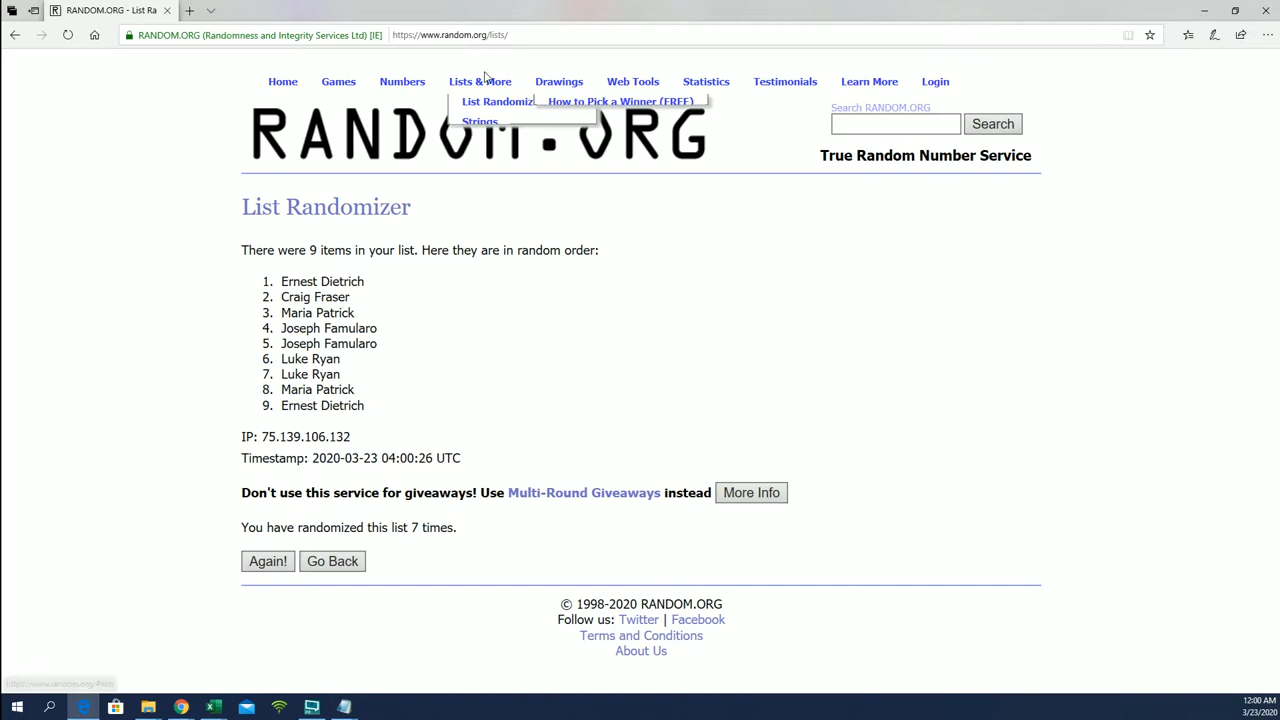 RANDOM.ORG - List Ra
RANDOM.ORG (Randomness and Integrity Services Ltd) [IE] https://www.random.org/lists/
Home Games Numbers Lists & More Drawings Web Tools Statistics Testimonials Learn More Login
List Randomiz How to Pick a Winner (FREE)
Strings
Search RANDOM.ORG
RANDOM.ORG
Search
True Random Number Service
List Randomizer
There were 9 items in your list. Here they are in random order:
1. Ernest Dietrich
2. Craig Fraser
3. Maria Patrick
4. Joseph Famularo
5. Joseph Famularo
6. Luke Ryan
7. Luke Ryan
8. Maria Patrick
9. Ernest Dietrich
IP: 75.139.106.132
Timestamp: 2020-03-23 04:00:26 UTC
Don't use this service for giveaways! Use Multi-Round Giveaways instead More Info
You have randomized this list 7 times.
Again! Go Back
© 1998-2020 RANDOM.ORG
Follow us: Twitter | Facebook
Terms and Conditions
About Us
https://www.random.org/#lists
12:00 AM
3/23/2020